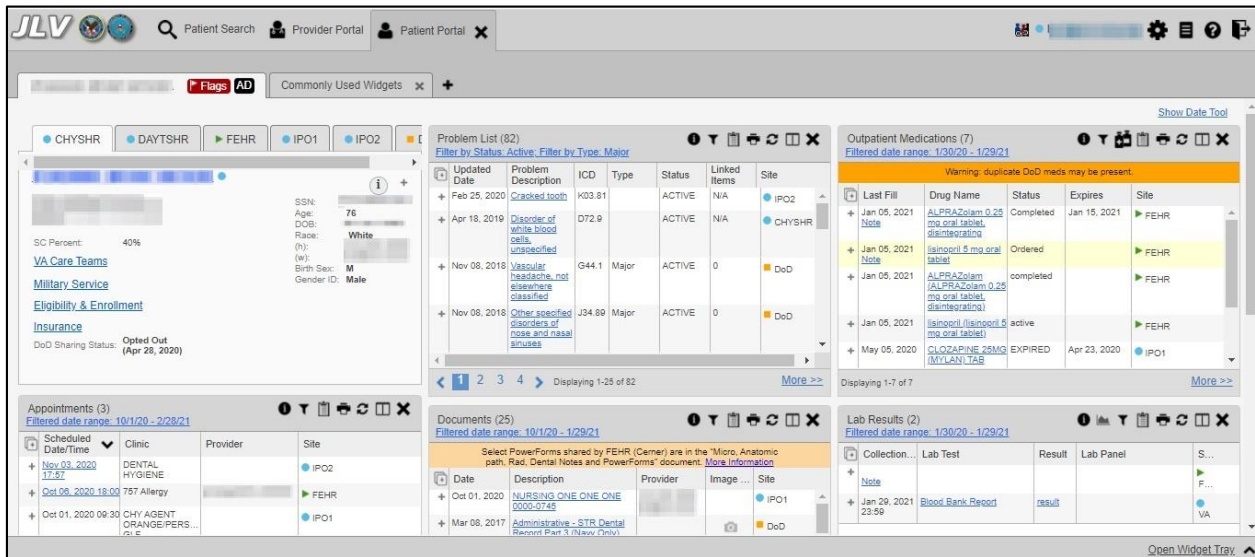 JLV Patient Search Provider Portal Patient Portal
Flags AD Commonly Used Widgets
Show Date Tool
CHYSHR DAYTSHR FEHR IPO1 IPO2
SSN:
Age: 76
DOB:
Race: White
(h):
(w):
Birth Sex: M
Gender ID: Male
SC Percent: 40%
VA Care Teams
Military Service
Eligibility & Enrollment
Insurance
DoD Sharing Status: Opted Out
(Apr 28, 2020)
Problem List (82)
Filter by Status: Active; Filter by Type: Major
Updated Date Problem Description ICD Type Status Linked Items Site
Feb 25, 2020 Cracked tooth K03.81 ACTIVE N/A IPO2
Apr 18, 2019 Disorder of white blood cells, unspecified D72.9 ACTIVE N/A CHYSHR
Nov 08, 2018 Vascular headache, not elsewhere classified G44.1 Major ACTIVE 0 DoD
Nov 08, 2018 Other specified disorders of nose and nasal sinuses J34.89 Major ACTIVE 0 DoD
1 2 3 4 Displaying 1-25 of 82 More >>
Outpatient Medications (7)
Filtered date range: 1/30/20 - 1/29/21
Warning: duplicate DoD meds may be present.
Last Fill Drug Name Status Expires Site
Jan 05, 2021 Note ALPRAZolam 0.25 mg oral tablet, disintegrating Completed Jan 15, 2021 FEHR
Jan 05, 2021 Note lisinopril 5 mg oral tablet Ordered FEHR
Jan 05, 2021 ALPRAZolam (ALPRAZolam 0.25 mg oral tablet, disintegrating) completed FEHR
Jan 05, 2021 lisinopril (lisinopril 5 mg oral tablet) active FEHR
May 05, 2020 CLOZAPINE 25MG (MYLAN) TAB EXPIRED Apr 23, 2020 IPO1
Displaying 1-7 of 7 More >>
Appointments (3)
Filtered date range: 10/1/20 - 2/28/21
Scheduled Date/Time Clinic Provider Site
Nov 03, 2020 17:57 DENTAL HYGIENE IPO2
Oct 06, 2020 18:00 757 Allergy FEHR
Oct 01, 2020 09:30 CHY AGENT ORANGE/PERS... IPO1
Documents (25)
Filtered date range: 10/1/20 - 1/29/21
Select PowerForms shared by FEHR (Cerner) are in the "Micro, Anatomic
path, Rad, Dental Notes and PowerForms" document. More Information
Date Description Provider Image ... Site
Oct 01, 2020 NURSING ONE ONE ONE 0000-0745 IPO1
Mar 08, 2017 Administrative - STR Dental Record Part 3 (Navy Only) DoD
Lab Results (2)
Filtered date range: 1/30/20 - 1/29/21
Collection... Lab Test Result Lab Panel S...
Note F...
Jan 29, 2021 23:59 Blood Bank Report result VA
Open Widget Tray